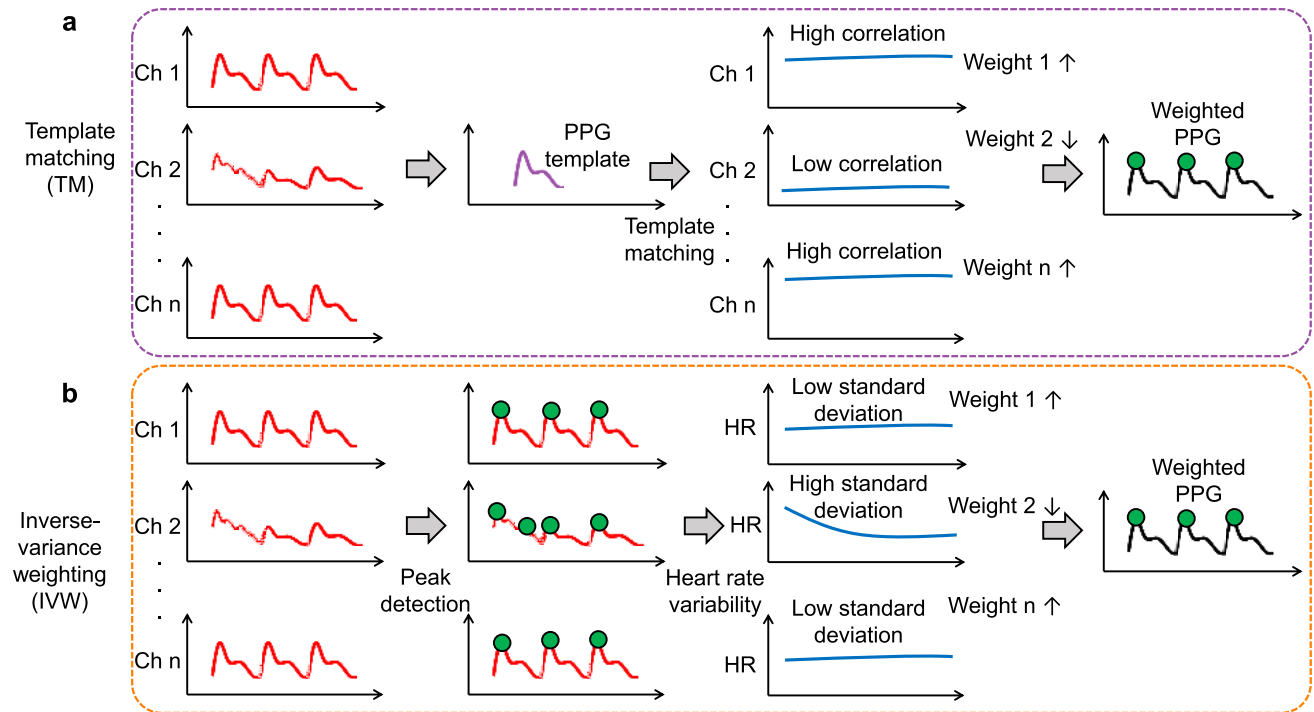 a
Template
matching
(TM)
Ch 1
Ch 2
.
.
.
Ch n
PPG
template
Template
matching
High correlation
Ch 1
Weight 1 ↑
Low correlation
Ch 2
Weight 2 ↓
.
.
.
High correlation
Ch n
Weight n ↑
Weighted
PPG
b
Inverse-
variance
weighting
(IVW)
Ch 1
Ch 2
.
.
.
Ch n
Peak
detection
Heart rate
variability
Low standard
deviation
HR
Weight 1 ↑
High standard
deviation
HR
Weight 2 ↓
Low standard
deviation
HR
Weight n ↑
Weighted
PPG